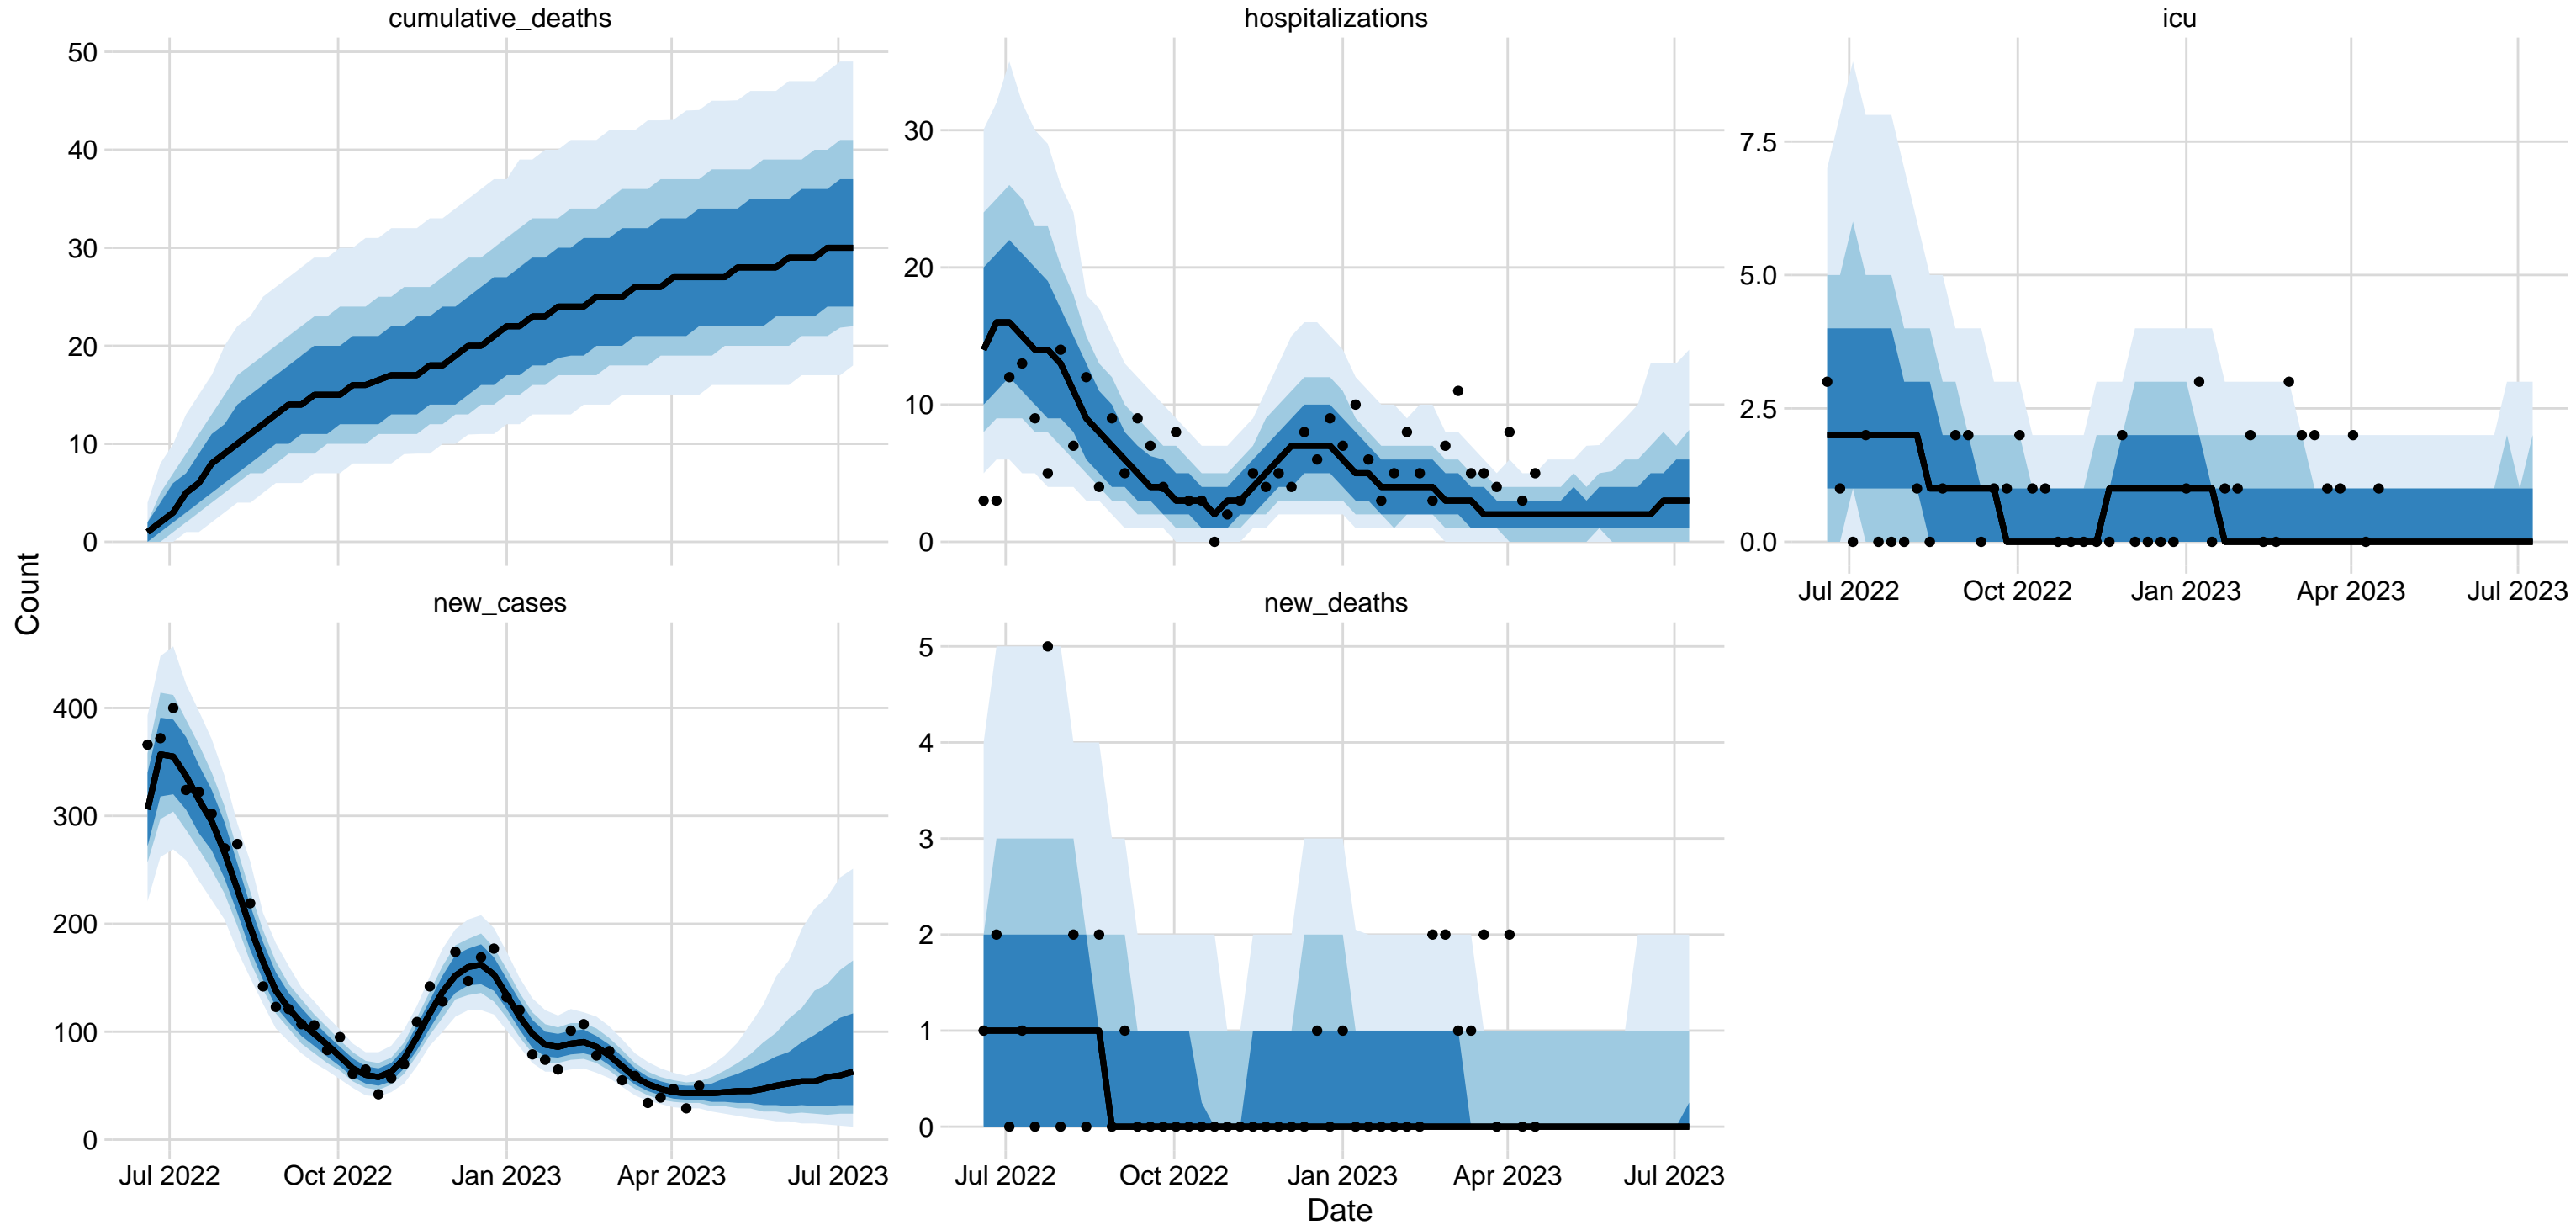 cumulative_deaths
hospitalizations
icu
50
40
30
20
10
0
30
20
10
0
7.5
5.0
2.5
0.0
Jul 2022 Oct 2022 Jan 2023 Apr 2023 Jul 2023
Count
new_cases
new_deaths
400
300
200
100
0
5
4
3
2
1
0
Jul 2022 Oct 2022 Jan 2023 Apr 2023 Jul 2023
Jul 2022 Oct 2022 Jan 2023 Apr 2023 Jul 2023
Date